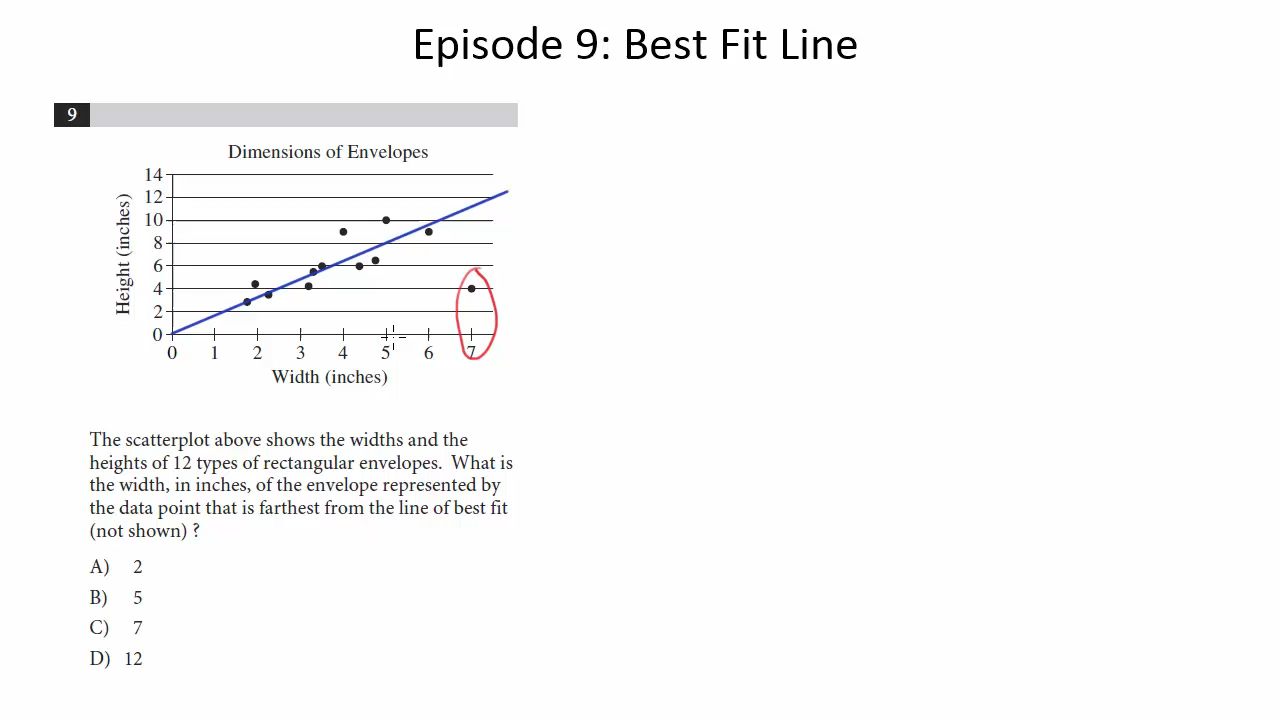 Episode 9: Best Fit Line
9
Dimensions of Envelopes
Height (inches)
14
12
10
8
6
4
2
0
0 1 2 3 4 5 6 7
Width (inches)
The scatterplot above shows the widths and the
heights of 12 types of rectangular envelopes. What is
the width, in inches, of the envelope represented by
the data point that is farthest from the line of best fit
(not shown) ?
A) 2
B) 5
C) 7
D) 12